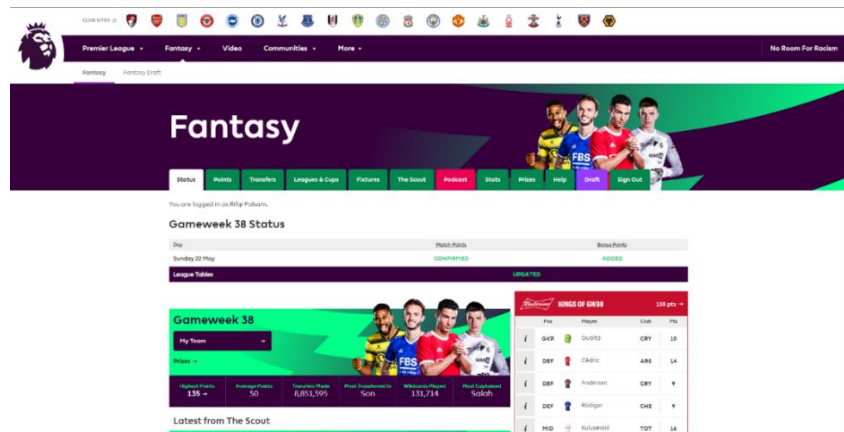 CLUB SITES
Premier League Fantasy Video Communities More No Room For Racism
Fantasy Fantasy Draft
Fantasy
FBS
Status Points Transfers Leagues & Cups Fixtures The Scout Podcast Stats Prizes Help Draft Sign Out
You are logged in as Rifqi
Gameweek 38 Status
Day Match Points Bonus Points
Sunday 22 May CONFIRMED ADDED
League Tables UPDATED
Budweiser KINGS OF GW38 136 pts →
Pos Player Club Pts
i GKP Guaita CRY 10
i DEF Cédric ARS 14
i DEF Andersen CRY 9
i DEF Rüdiger CHE 9
i MID Kulusevski TOT 16
Gameweek 38
My Team →
Prizes →
FBS
Highest Points Average Points Transfers Made Most Transferred In Wildcards Played Most Captained
135 → 50 8,851,595 Son 131,714 Salah
Latest from The Scout